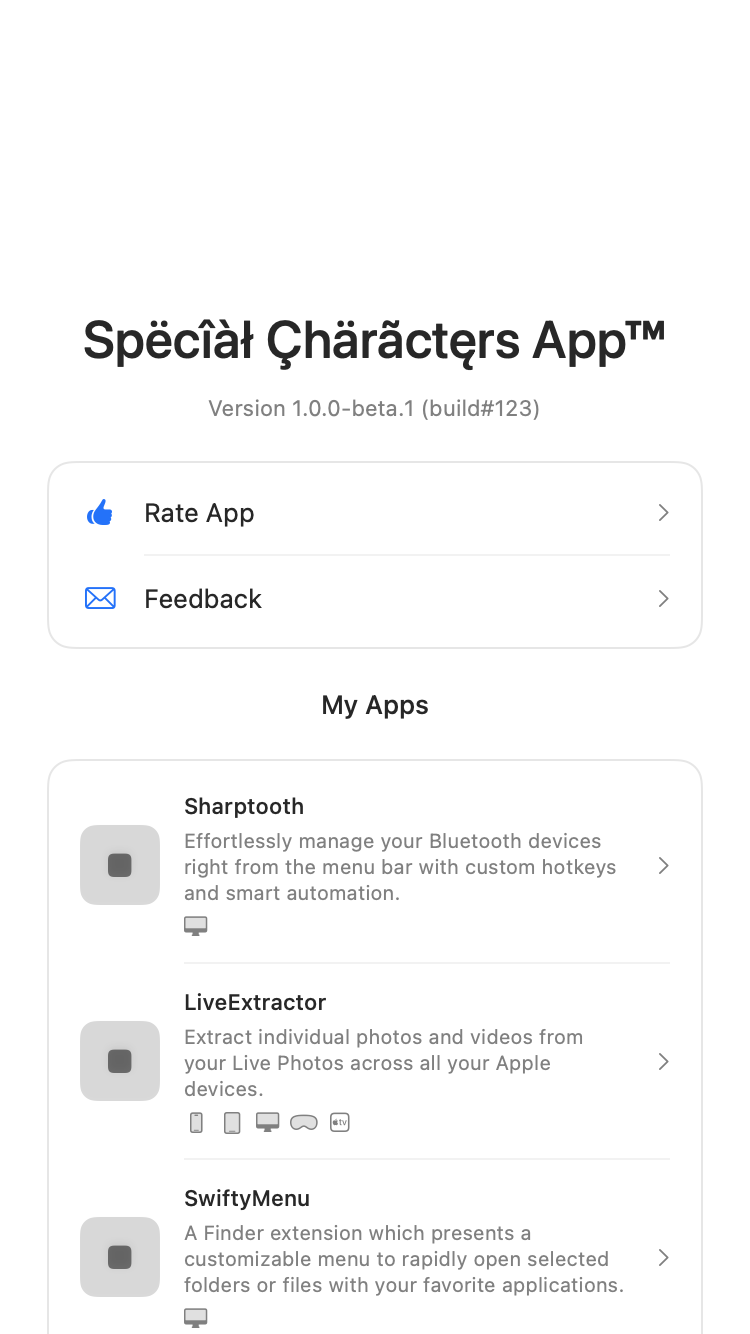 Spëcîàł Çhärãctęrs App™
Version 1.0.0-beta.1 (build#123)
Rate App
Feedback
My Apps
Sharptooth
Effortlessly manage your Bluetooth devices
right from the menu bar with custom hotkeys
and smart automation.
LiveExtractor
Extract individual photos and videos from
your Live Photos across all your Apple
devices.
tv
SwiftyMenu
A Finder extension which presents a
customizable menu to rapidly open selected
folders or files with your favorite applications.